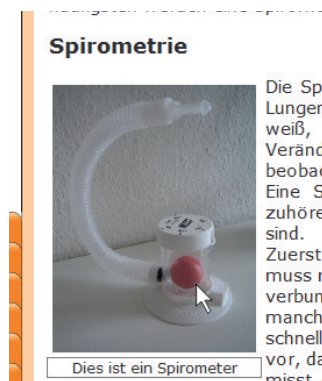 Spirometrie
Die Sp
Lunger
weiß,
Veränd
beobac
Eine S
zuhöre
sind.
Zuerst
muss r
verbun
manch
schnell
vor, da
misst
Dies ist ein Spirometer